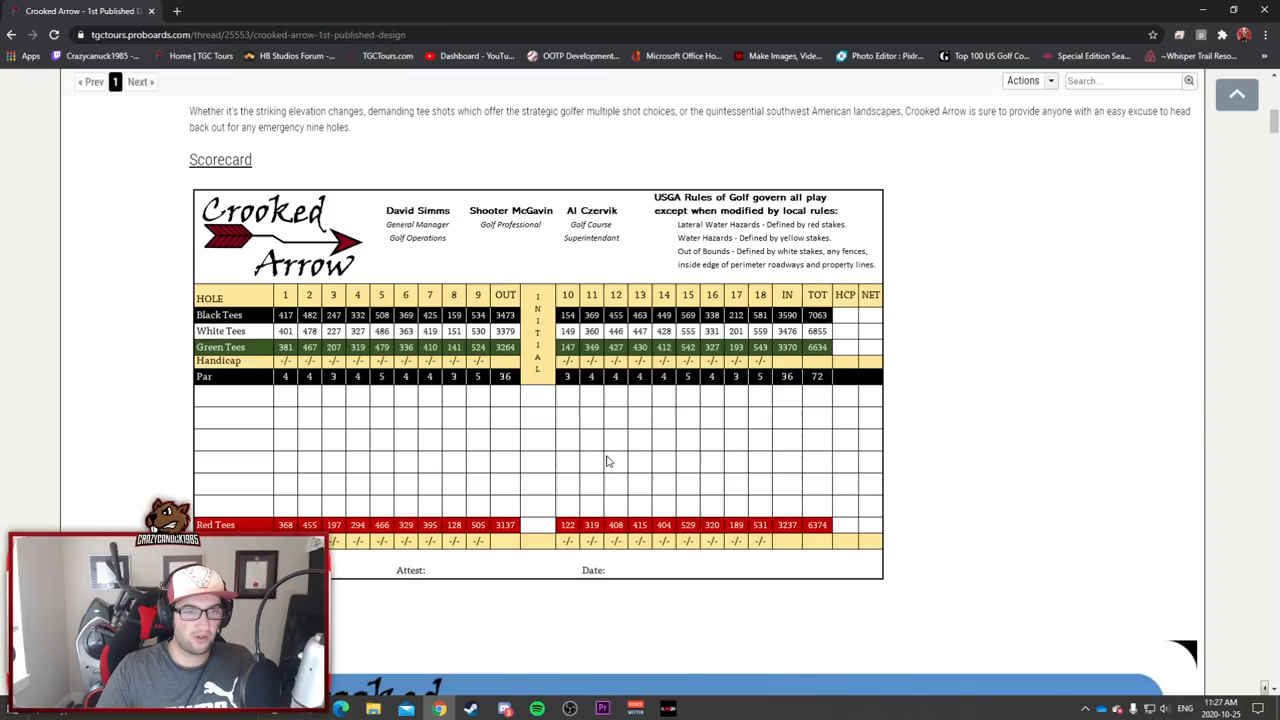 Crooked Arrow - 1st Published D
tgctours.proboards.com/thread/25553/crooked-arrow-1st-published-design
Apps Crazycanuck1985 -... Home | TGC Tours HB Studios Forum -... TGCTours.com Dashboard - YouTu... OOTP Development... Microsoft Office Ho... Make Images, Video... Photo Editor : Pixlr... Top 100 US Golf Co... Special Edition Sea... ~Whisper Trail Reso...
« Prev 1 Next » Actions Search...
Whether it's the striking elevation changes, demanding tee shots which offer the strategic golfer multiple shot choices, or the quintessential southwest American landscapes, Crooked Arrow is sure to provide anyone with an easy excuse to head
back out for any emergency nine holes.
Scorecard
Crooked
Arrow
David Simms
General Manager
Golf Operations
Shooter McGavin
Golf Professional
Al Czervik
Golf Course
Superintendant
USGA Rules of Golf govern all play
except when modified by local rules:
Lateral Water Hazards - Defined by red stakes.
Water Hazards - Defined by yellow stakes.
Out of Bounds - Defined by white stakes, any fences,
inside edge of perimeter roadways and property lines.
HOLE 1 2 3 4 5 6 7 8 9 OUT INITIAL 10 11 12 13 14 15 16 17 18 IN TOT HCP NET
Black Tees 417 482 247 332 508 369 425 159 534 3473 154 369 455 463 449 569 338 212 581 3590 7063
White Tees 401 478 227 327 486 363 419 151 530 3379 149 360 446 447 428 555 331 201 559 3476 6855
Green Tees 381 467 207 319 479 336 410 141 524 3264 147 349 427 430 412 542 327 193 543 3370 6634
Handicap -/- -/- -/- -/- -/- -/- -/- -/- -/- -/- -/- -/- -/- -/- -/- -/- -/- -/-
Par 4 4 3 4 5 4 4 3 5 36 3 4 4 4 4 5 4 3 5 36 72
Red Tees 368 455 197 294 466 329 395 128 505 3137 122 319 408 415 404 529 320 189 531 3237 6374
-/- -/- -/- -/- -/- -/- -/- -/- -/- -/- -/- -/- -/- -/- -/- -/-
Attest: Date:
CRAZYCANUCK1985
PUMA
ENG 11:27 AM
2020-10-25